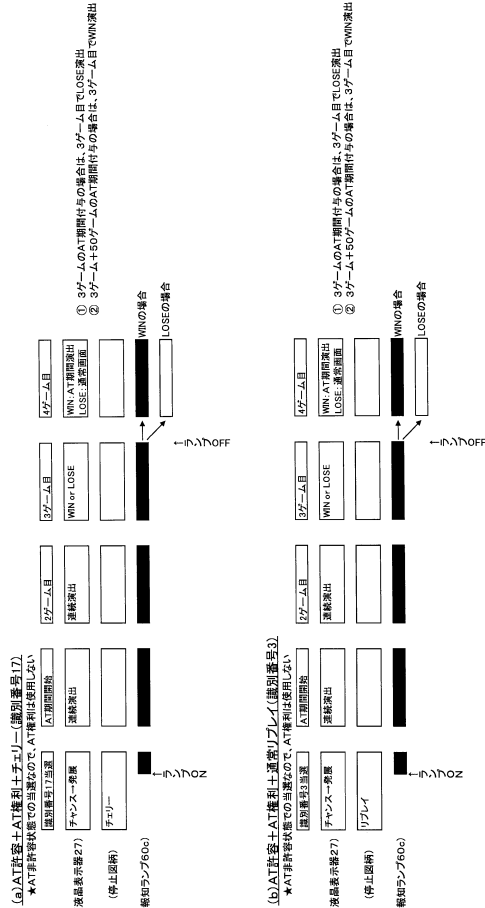 (a)AT許容+AT権利+チェリー(識別番号17)
★AT非許容状態での当選なので、AT権利は使用しない
識別番号17当選
AT期間開始
2ゲーム目
3ゲーム目
4ゲーム目
液晶表示器27)
チャンス→発展
連続演出
連続演出
WIN or LOSE
WIN:AT期間演出
LOSE:通常画面
① 3ゲームのAT期間付与の場合は、3ゲーム目でLOSE演出
② 3ゲーム+50ゲームのAT期間付与の場合は、3ゲーム目でWIN演出
(停止図柄)
チェリー
報知ランプ60c)
WINの場合
LOSEの場合
←ランプON
←ランプOFF
(b)AT許容+AT権利+通常リプレイ(識別番号3)
★AT非許容状態での当選なので、AT権利は使用しない
識別番号3当選
AT期間開始
2ゲーム目
3ゲーム目
4ゲーム目
液晶表示器27)
チャンス→発展
連続演出
連続演出
WIN or LOSE
WIN:AT期間演出
LOSE:通常画面
① 3ゲームのAT期間付与の場合は、3ゲーム目でLOSE演出
② 3ゲーム+50ゲームのAT期間付与の場合は、3ゲーム目でWIN演出
(停止図柄)
リプレイ
報知ランプ60c)
WINの場合
LOSEの場合
←ランプON
←ランプOFF